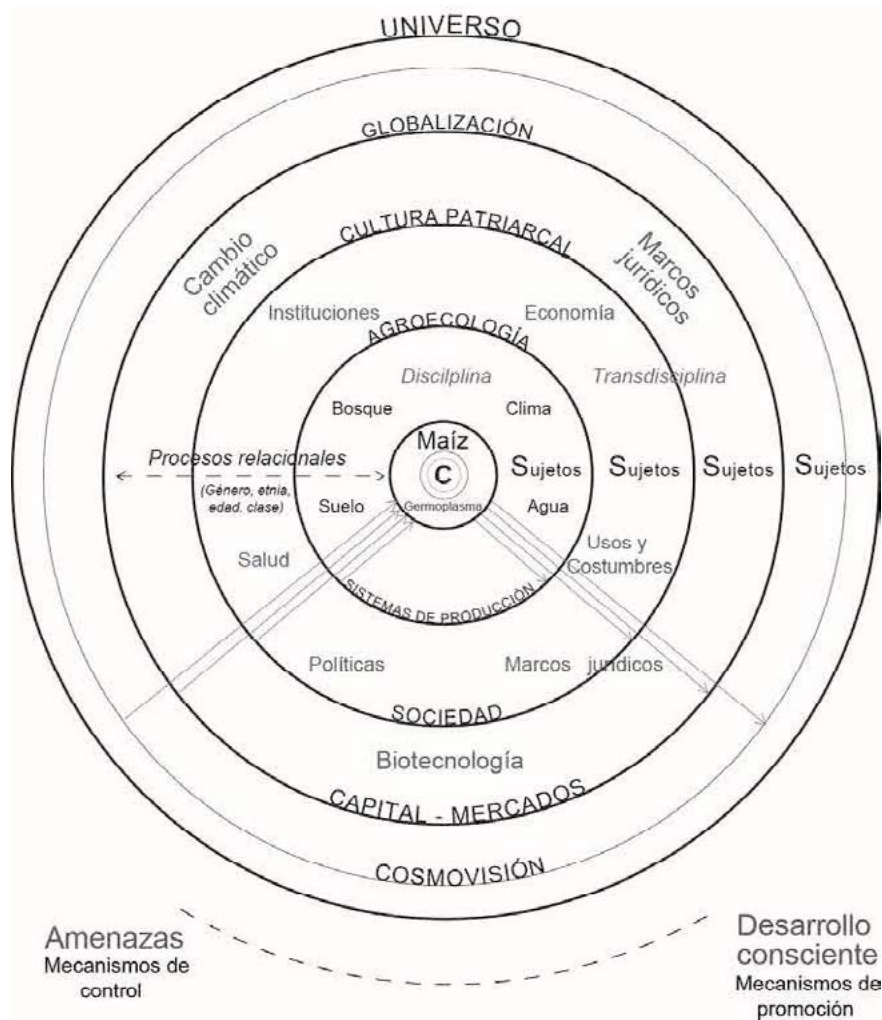 UNIVERSO
GLOBALIZACIÓN
CULTURA PATRIARCAL
Cambio
climático
Marcos
jurídicos
Instituciones
Economía
AGROECOLOGÍA
Discilplina
Transdisciplina
Bosque
Clima
Maíz
Procesos relacionales
C
Sujetos
Sujetos
Sujetos
Sujetos
(Género, etnia,
edad. clase)
Suelo
Germoplasma
Agua
Salud
Usos y
Costumbres
SISTEMAS DE PRODUCCIÓN
Políticas
Marcos jurídicos
SOCIEDAD
Biotecnología
CAPITAL - MERCADOS
COSMOVISIÓN
Amenazas
Mecanismos de
control
Desarrollo
consciente
Mecanismos de
promoción